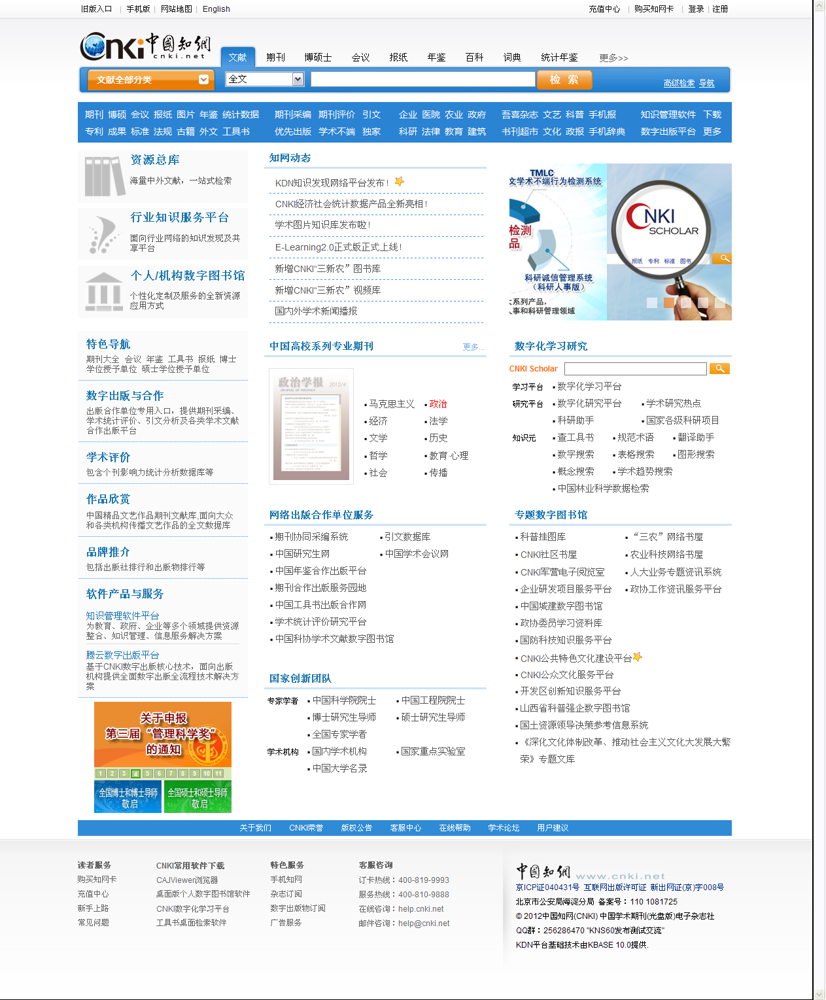 旧版入口 | 手机版 | 网站地图 | English
充值中心 | 购买知网卡 | 登录 | 注册
Cnki 中国知網
cnki.net
文献 期刊 博硕士 会议 报纸 年鉴 百科 词典 统计年鉴 更多>>
文献全部分类 全文 检 索 高级检索 导航
期刊 博硕 会议 报纸 图片 年鉴 统计数据 期刊采编 期刊评价 引文 企业 医院 农业 政府 吾喜杂志 文艺 科普 手机报 知识管理软件 下载
专利 成果 标准 法规 古籍 外文 工具书 优先出版 学术不端 独家 科研 法律 教育 建筑 书刊超市 文化 政报 手机辞典 数字出版平台 更多
资源总库
海量中外文献，一站式检索
行业知识服务平台
面向行业网络的知识发现及共
享平台
个人/机构数字图书馆
个性化定制及服务的全新资源
应用方式
知网动态
KDN知识发现网络平台发布！
CNKI经济社会统计数据产品全新亮相！
学术图片知识库发布啦！
E-Learning2.0正式版正式上线！
新增CNKI“三新农”图书库
新增CNKI“三新农”视频库
国内外学术新闻播报
TMLC
文学术不端行为检测系统
检测
品
科研诚信管理系统
（科研人事版）
系列产品，
人事和科研管理领域
CNKI
SCHOLAR
报纸 专利 标准 图书
特色导航
期刊大全 会议 年鉴 工具书 报纸 博士
学位授予单位 硕士学位授予单位
数字出版与合作
出版合作单位专用入口，提供期刊采编、
学术统计评价、引文分析及各类学术文献
合作出版平台
学术评价
包含个刊影响力统计分析数据库等
作品欣赏
中国精品文艺作品期刊文献库,面向大众
和各类机构传播文艺作品的全文数据库
品牌推介
包括出版社排行和出版物排行等
软件产品与服务
知识管理软件平台
为教育、政府、企业等多个领域提供资源
整合、知识管理、信息服务解决方案
腾云数字出版平台
基于CNKI数字出版核心技术，面向出版
机构提供全面数字出版全流程技术解决方
案
关于申报
第三届“管理科学奖”
的通知
1 2 3 4 5 6 7 8 9 10 11
全国博士和博士导师
敬启
全国硕士和硕士导师
敬启
中国高校系列专业期刊 更多...
政治学报 2012/4
JOURNAL OF POLITICS
马克思主义 政治
经济 法学
文学 历史
哲学 教育·心理
社会 传播
数字化学习研究
CNKI Scholar
学习平台 数字化学习平台
研究平台 数字化研究平台 学术研究热点
科研助手 国家各级科研项目
知识元 查工具书 规范术语 翻译助手
数字搜索 表格搜索 图形搜索
概念搜索 学术趋势搜索
中国林业科学数据检索
网络出版合作单位服务
期刊协同采编系统 引文数据库
中国研究生网 中国学术会议网
中国年鉴合作出版平台
期刊合作出版服务园地
中国工具书出版合作网
学术统计评价研究平台
中国科协学术文献数字图书馆
专题数字图书馆
科普挂图库 “三农”网络书屋
CNKI社区书屋 农业科技网络书屋
CNKI军营电子阅览室 人大业务专题资讯系统
企业研发项目服务平台 政协工作资讯服务平台
中国城建数字图书馆
政协委员学习资料库
国防科技知识服务平台
CNKI公共特色文化建设平台
CNKI公众文化服务平台
开发区创新知识服务平台
山西省科普强企数字图书馆
国土资源领导决策参考信息系统
《深化文化体制改革、推动社会主义文化大发展大繁
荣》专题文库
国家创新团队
专家学者 中国科学院院士 中国工程院院士
博士研究生导师 硕士研究生导师
全国专家学者
学术机构 国内学术机构 国家重点实验室
中国大学名录
关于我们 CNKI荣誉 版权公告 客服中心 在线帮助 学术论坛 用户建议
读者服务
购买知网卡
充值中心
新手上路
常见问题
CNKI常用软件下载
CAJViewer浏览器
桌面版个人数字图书馆软件
CNKI数字化学习平台
工具书桌面检索软件
特色服务
手机知网
杂志订阅
数字出版物订阅
广告服务
客服咨询
订卡热线：400-819-9993
服务热线：400-810-9888
在线咨询：help.cnki.net
邮件咨询：help@cnki.net
中国知網 www.cnki.net
京ICP证040431号 互联网出版许可证 新出网证(京)字008号
北京市公安局海淀分局 备案号：110 1081725
© 2012中国知网(CNKI) 中国学术期刊(光盘版)电子杂志社
QQ群：256286470 "KNS60发布测试交流"
KDN平台基础技术由KBASE 10.0提供.